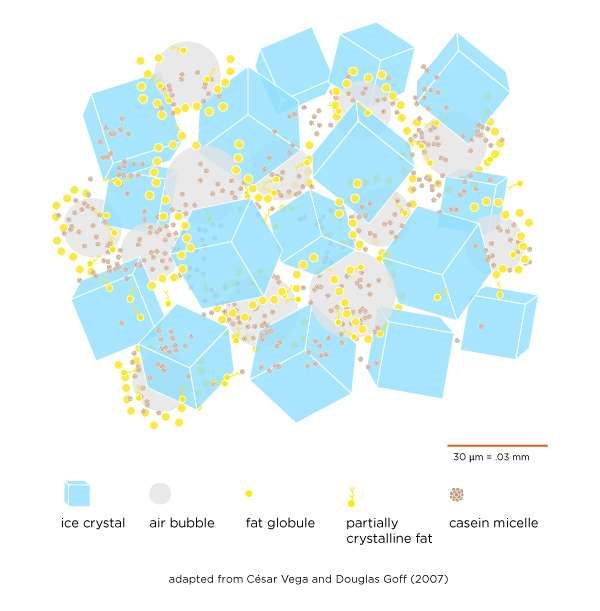 30 µm = .03 mm
ice crystal
air bubble
fat globule
partially
crystalline fat
casein micelle
adapted from César Vega and Douglas Goff (2007)